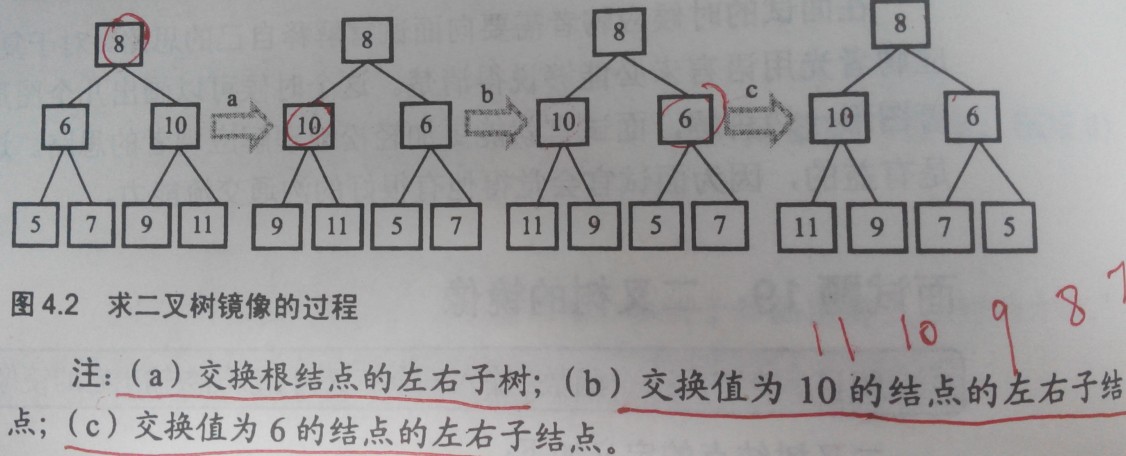 8 8 8 8
a b c
6 10 10 6 10 6 10 6
5 7 9 11 9 11 5 7 11 9 5 7 11 9 7 5
图 4.2 求二叉树镜像的过程
11 10 9 8 7
注：（a）交换根结点的左右子树；（b）交换值为 10 的结点的左右子结
点；（c）交换值为 6 的结点的左右子结点。